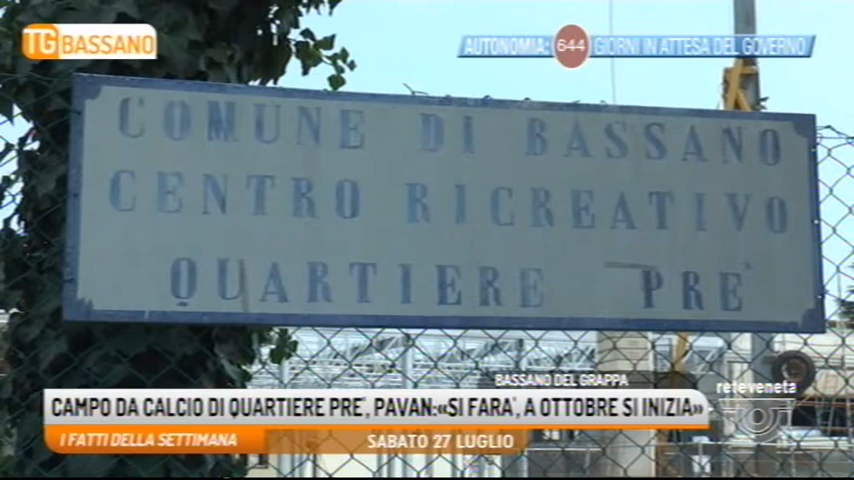 TG BASSANO
AUTONOMIA: 644 GIORNI IN ATTESA DEL GOVERNO
COMUNE DI BASSANO
CENTRO RICREATIVO
QUARTIERE PRE'
BASSANO DEL GRAPPA
CAMPO DA CALCIO DI QUARTIERE PRE', PAVAN:«SI FARA', A OTTOBRE SI INIZIA»
I FATTI DELLA SETTIMANA
SABATO 27 LUGLIO
reteveneta